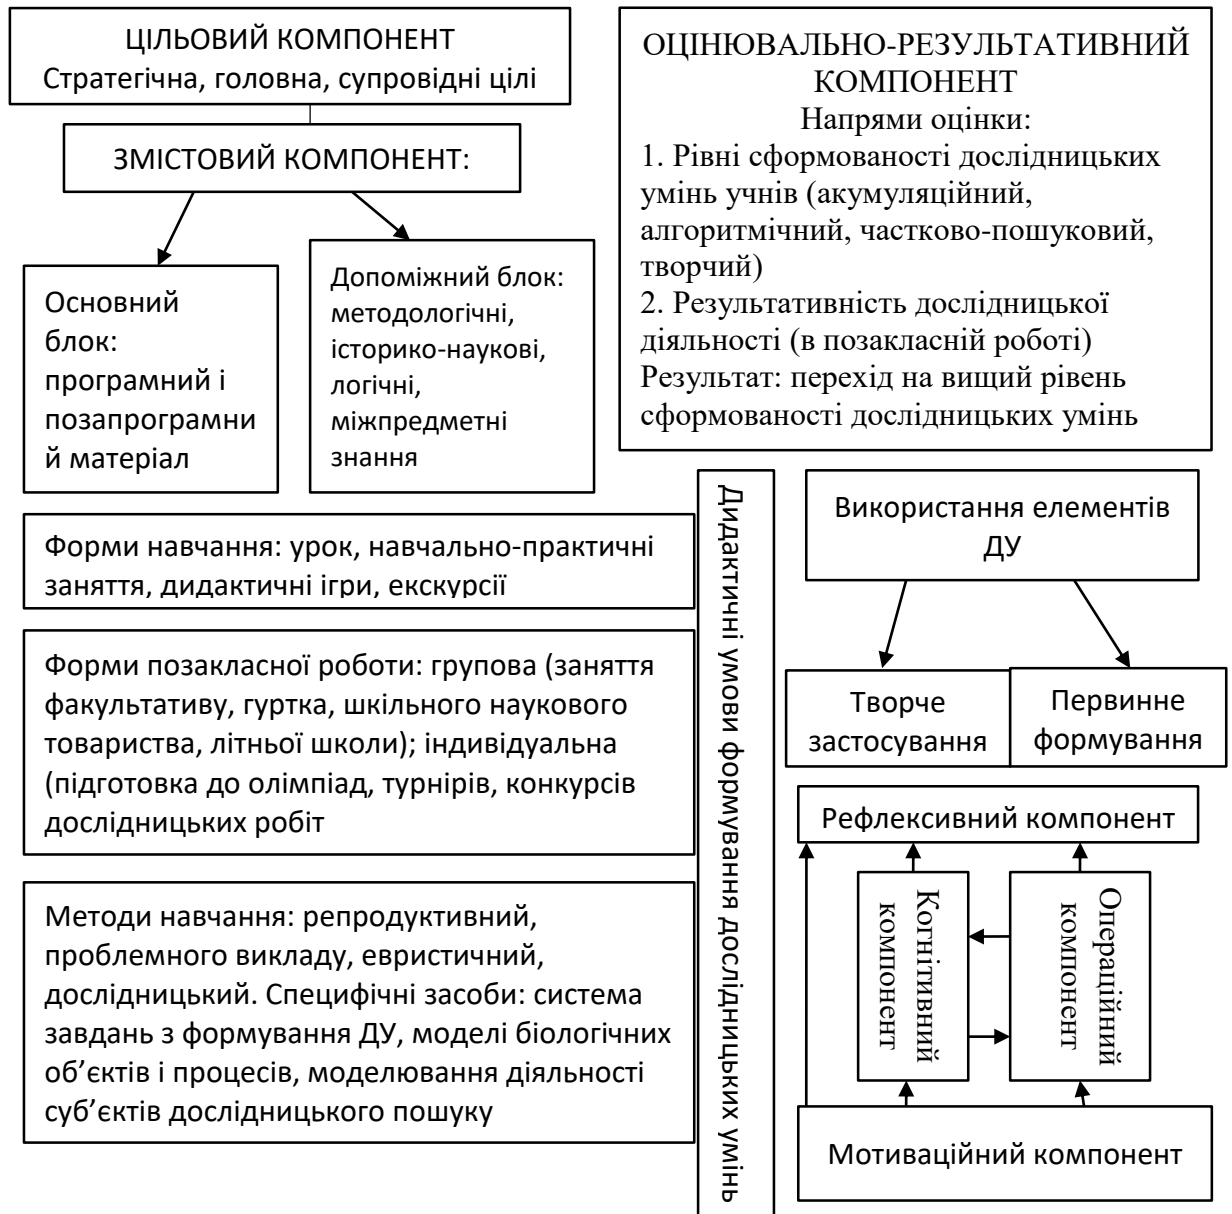 ЦІЛЬОВИЙ КОМПОНЕНТ
Стратегічна, головна, супровідні цілі
ЗМІСТОВИЙ КОМПОНЕНТ:
Основний
блок:
програмний і
позапрограмни
й матеріал
Допоміжний блок:
методологічні,
історико-наукові,
логічні,
міжпредметні
знання
ОЦІНЮВАЛЬНО-РЕЗУЛЬТАТИВНИЙ
КОМПОНЕНТ
Напрями оцінки:
1. Рівні сформованості дослідницьких
умінь учнів (акумуляційний,
алгоритмічний, частково-пошуковий,
творчий)
2. Результативність дослідницької
діяльності (в позакласній роботі)
Результат: перехід на вищий рівень
сформованості дослідницьких умінь
Форми навчання: урок, навчально-практичні
заняття, дидактичні ігри, екскурсії
Форми позакласної роботи: групова (заняття
факультативу, гуртка, шкільного наукового
товариства, літньої школи); індивідуальна
(підготовка до олімпіад, турнірів, конкурсів
дослідницьких робіт
Методи навчання: репродуктивний,
проблемного викладу, евристичний,
дослідницький. Специфічні засоби: система
завдань з формування ДУ, моделі біологічних
об’єктів і процесів, моделювання діяльності
суб’єктів дослідницького пошуку
Дидактичні умови формування дослідницьких умінь
Використання елементів
ДУ
Творче
застосування
Первинне
формування
Рефлексивний компонент
Когнітивний
компонент
Операційний
компонент
Мотиваційний компонент